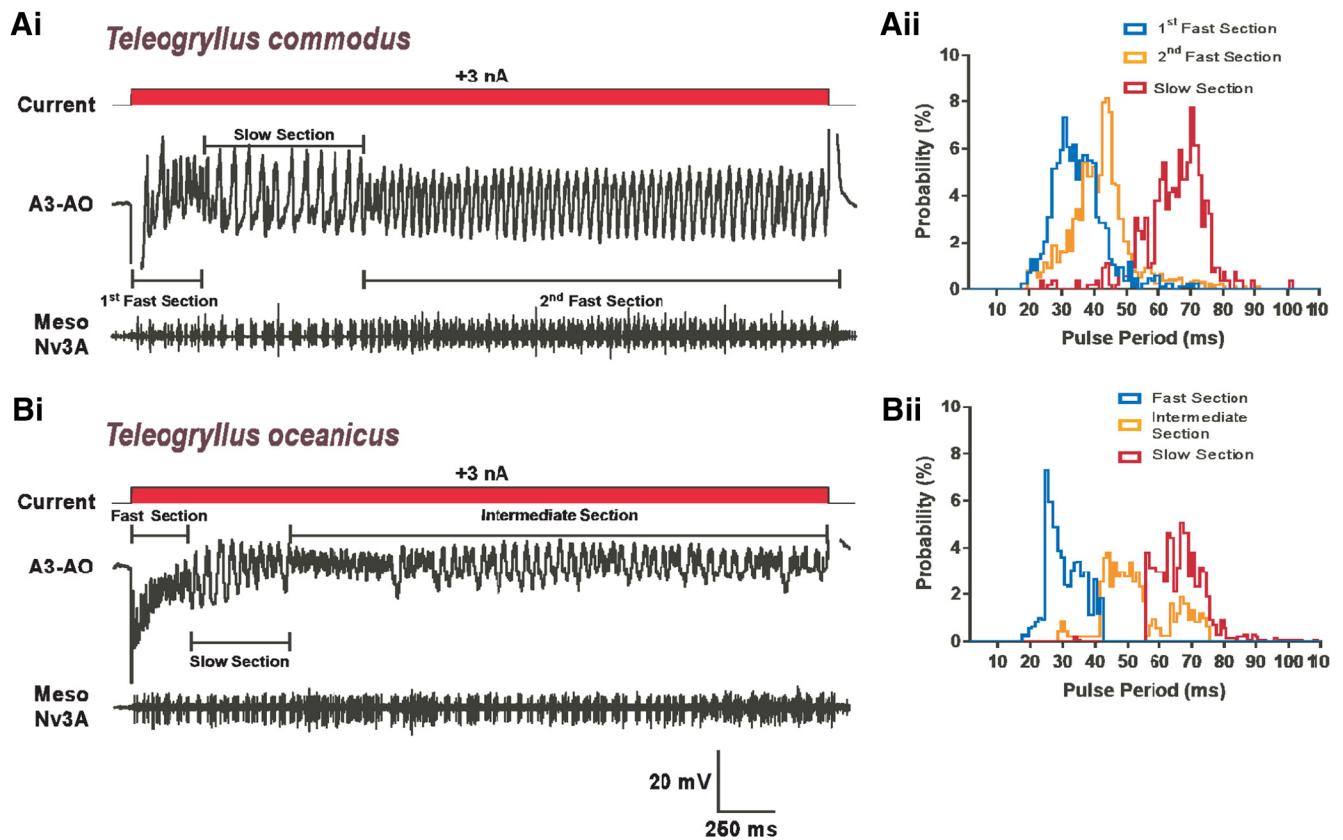 Ai
Teleogryllus commodus
+3 nA
Current
Slow Section
A3-AO
1st Fast Section
2nd Fast Section
Meso
Nv3A
Aii
1st Fast Section
2nd Fast Section
Slow Section
10
8
6
4
2
0
Probability (%)
10 20 30 40 50 60 70 80 90 100 10
Pulse Period (ms)
Bi
Teleogryllus oceanicus
+3 nA
Current
Fast Section
Intermediate Section
A3-AO
Slow Section
Meso
Nv3A
20 mV
250 ms
Bii
Fast Section
Intermediate
Section
Slow Section
10
8
6
4
2
0
Probability (%)
10 20 30 40 50 60 70 80 90 100 10
Pulse Period (ms)